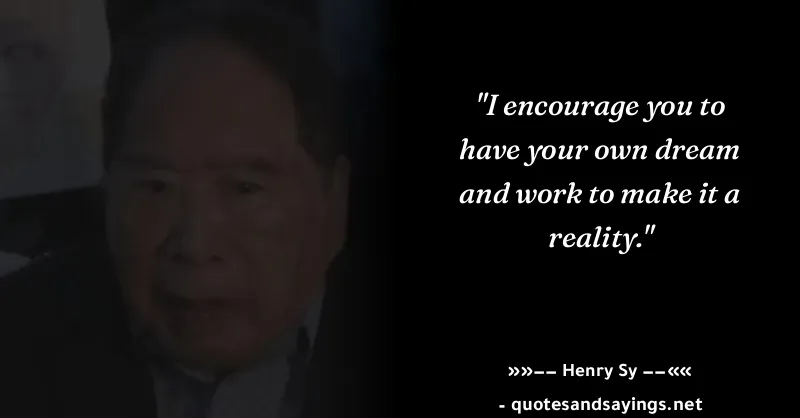 "I encourage you to
have your own dream
and work to make it a
reality."
»»−− Henry Sy −−««
- quotesandsayings.net